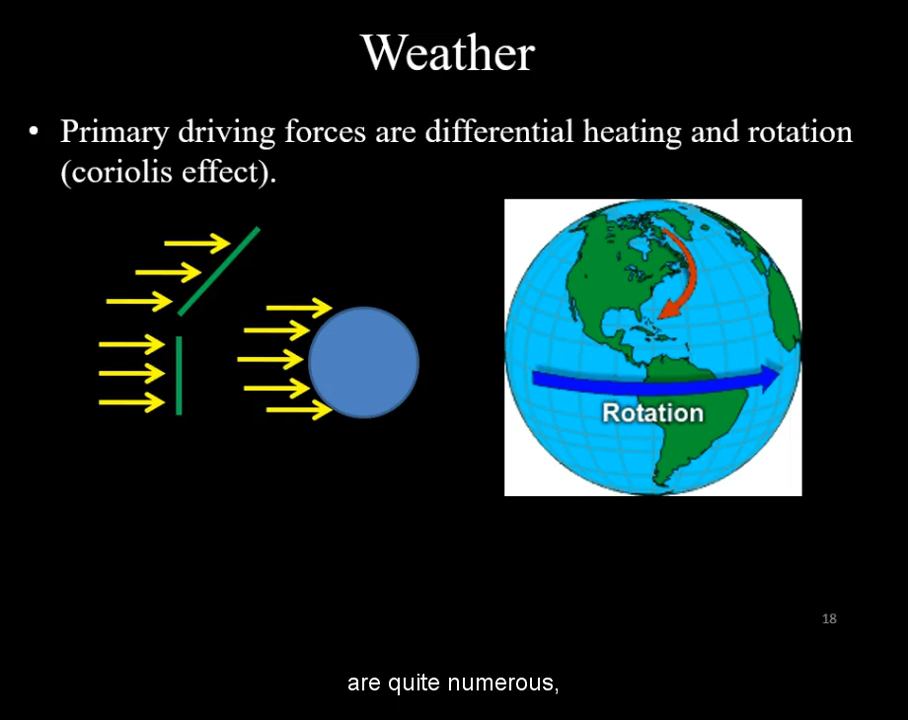 Weather
• Primary driving forces are differential heating and rotation
(coriolis effect).
Rotation
18
are quite numerous,